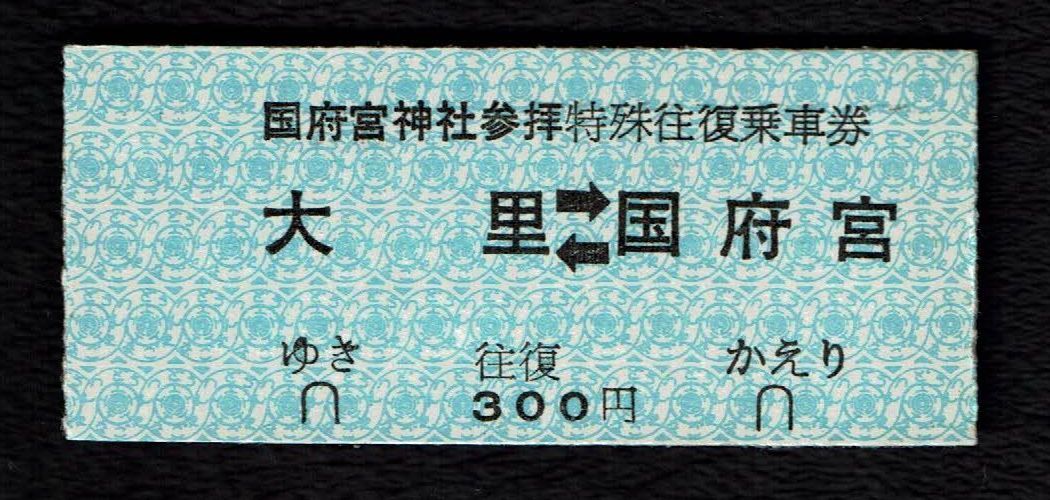 国府宮神社参拝特殊往復乗車券
大里⇄国府宮
ゆき 往復 かえり
300円